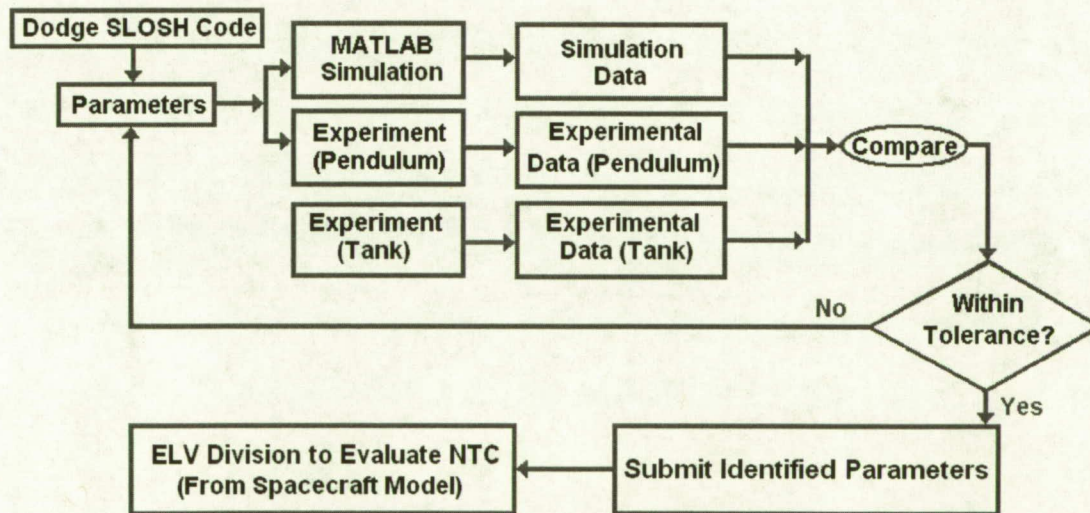 Dodge SLOSH Code
Parameters
MATLAB
Simulation
Simulation
Data
Experiment
(Pendulum)
Experimental
Data (Pendulum)
Compare
Experiment
(Tank)
Experimental
Data (Tank)
Within
Tolerance?
No
Yes
ELV Division to Evaluate NTC
(From Spacecraft Model)
Submit Identified Parameters